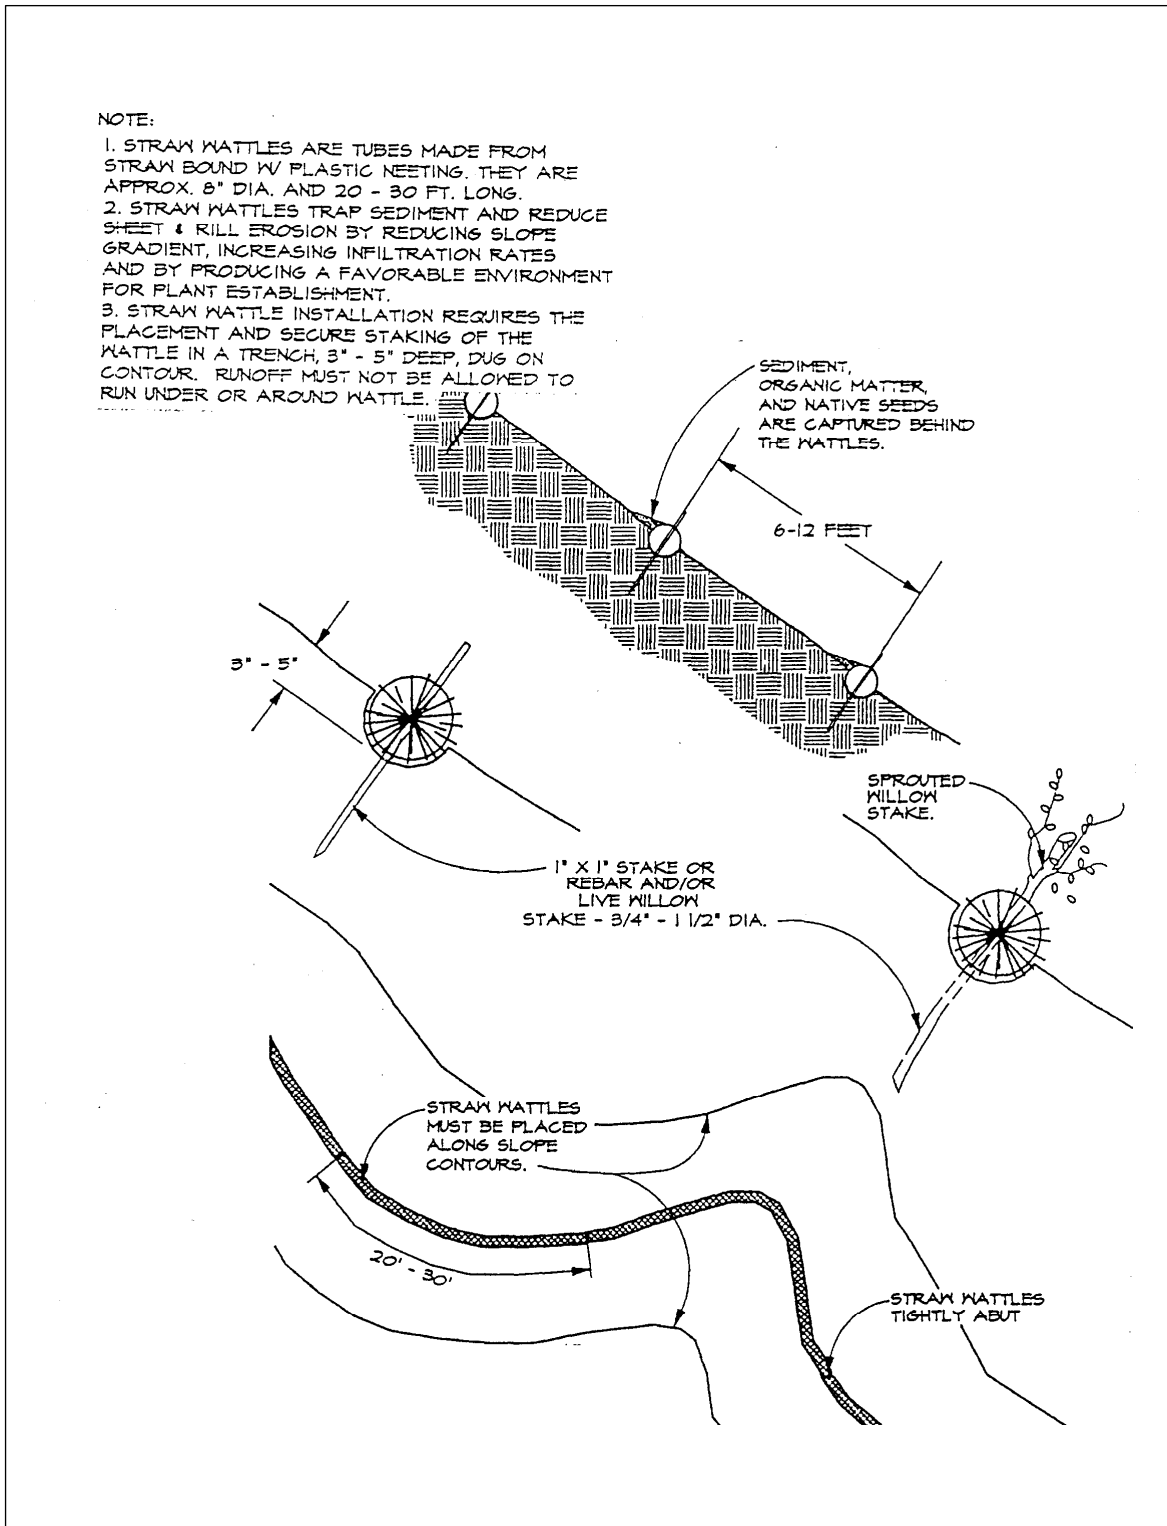 NOTE:
1. STRAW WATTLES ARE TUBES MADE FROM
STRAW BOUND W/ PLASTIC NEETING. THEY ARE
APPROX. 8" DIA. AND 20 - 30 FT. LONG.
2. STRAW WATTLES TRAP SEDIMENT AND REDUCE
SHEET & RILL EROSION BY REDUCING SLOPE
GRADIENT, INCREASING INFILTRATION RATES
AND BY PRODUCING A FAVORABLE ENVIRONMENT
FOR PLANT ESTABLISHMENT.
3. STRAW WATTLE INSTALLATION REQUIRES THE
PLACEMENT AND SECURE STAKING OF THE
WATTLE IN A TRENCH, 3" - 5" DEEP, DUG ON
CONTOUR. RUNOFF MUST NOT BE ALLOWED TO
RUN UNDER OR AROUND WATTLE.
SEDIMENT,
ORGANIC MATTER,
AND NATIVE SEEDS
ARE CAPTURED BEHIND
THE WATTLES.
6-12 FEET
3" - 5"
SPROUTED
WILLOW
STAKE.
1" X 1" STAKE OR
REBAR AND/OR
LIVE WILLOW
STAKE - 3/4" - 1 1/2" DIA.
STRAW WATTLES
MUST BE PLACED
ALONG SLOPE
CONTOURS.
20' - 30'
STRAW WATTLES
TIGHTLY ABUT